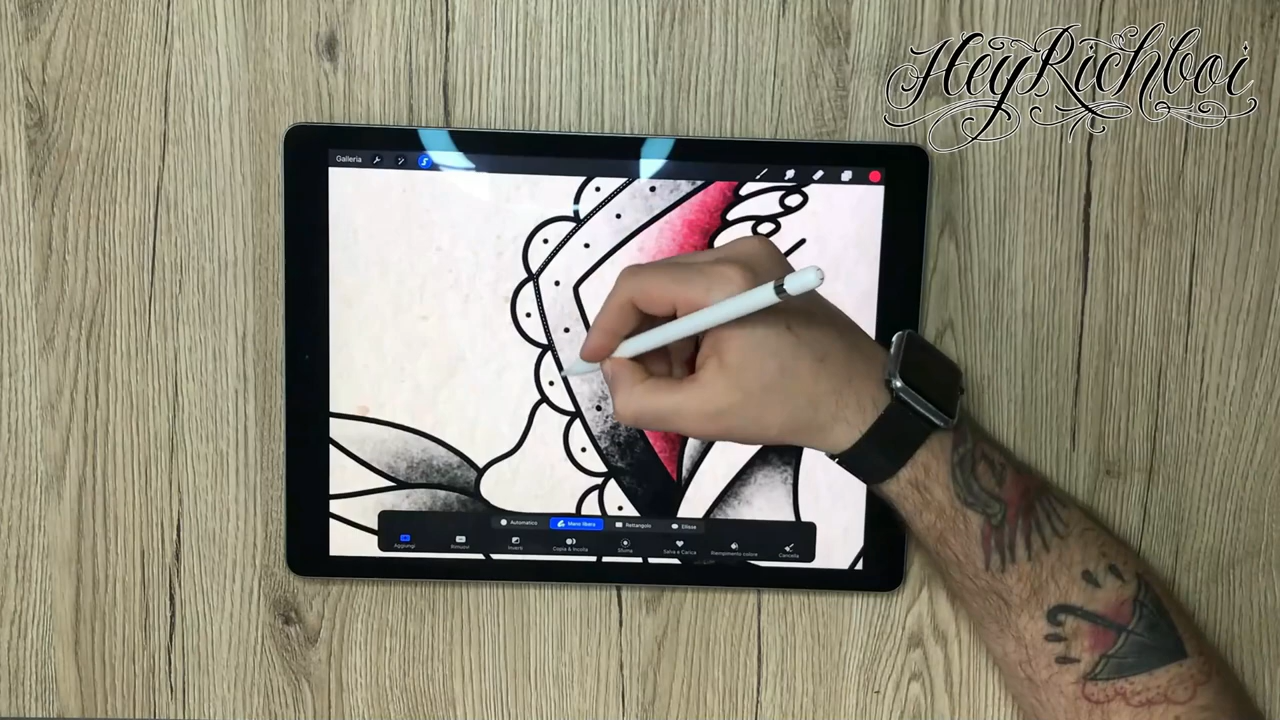 HeyRichboi
Galleria
Automatico Mano libera Rettangolo Ellisse
Aggiungi Rimuovi Inverti Copia & Incolla Sfuma Salva e Carica Riempimento colore Cancella